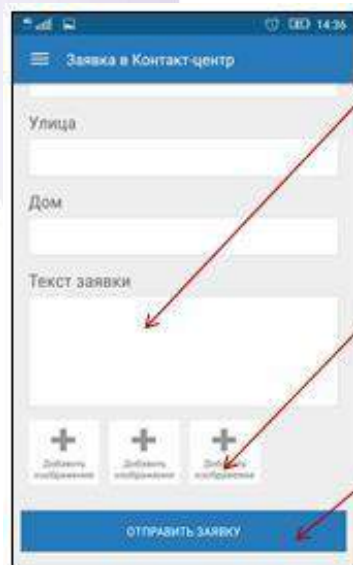 14:36
Заявка в Контакт-центр
Улица
Дом
Текст заявки
Добавить изображение
Добавить изображение
Добавить изображение
ОТПРАВИТЬ ЗАЯВКУ